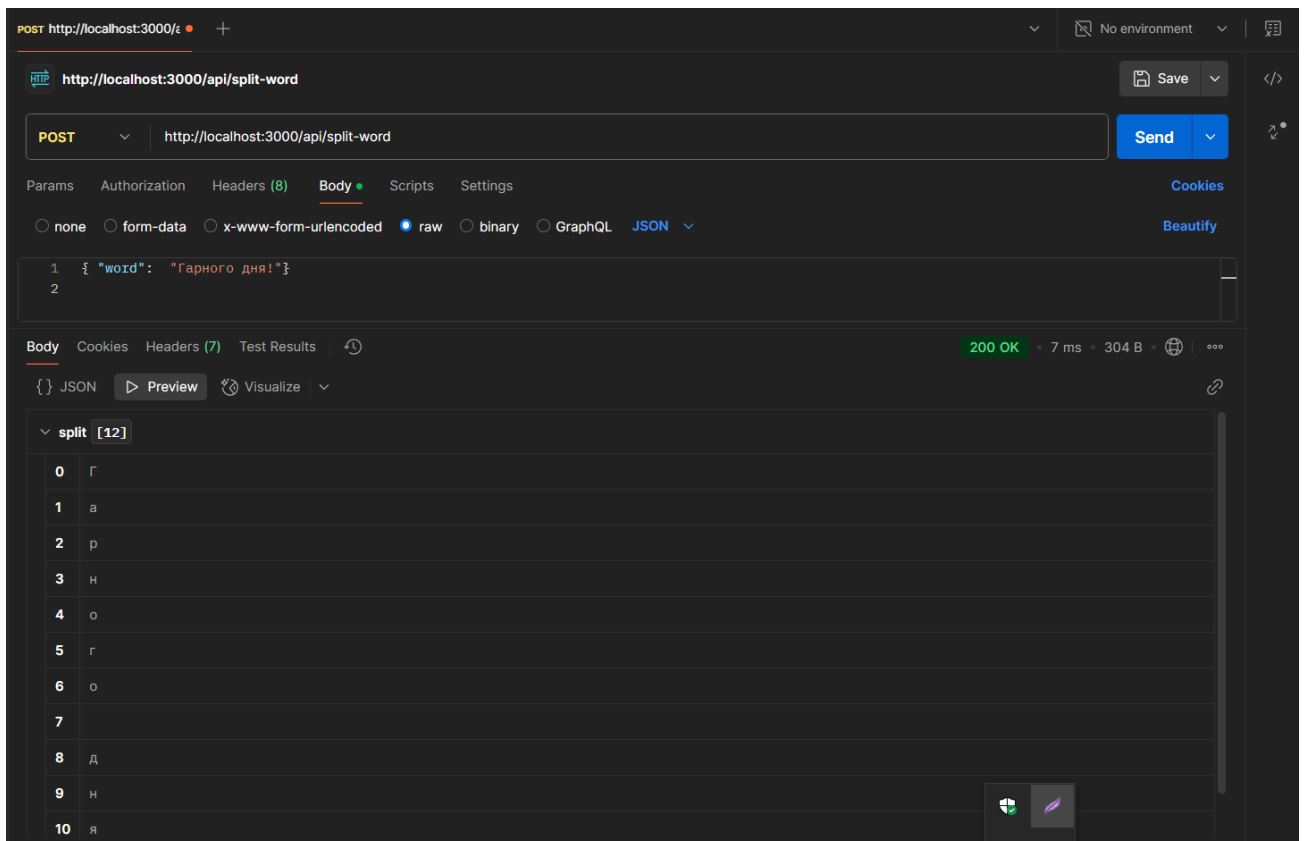 POST http://localhost:3000/a
No environment
HTTP http://localhost:3000/api/split-word
Save
POST http://localhost:3000/api/split-word
Send
Params Authorization Headers (8) Body Scripts Settings Cookies
none form-data x-www-form-urlencoded raw binary GraphQL JSON Beautify
1 { "word": "Гарного дня!"}
2
Body Cookies Headers (7) Test Results 200 OK 7 ms 304 B
{} JSON Preview Visualize
split [12]
0 Г
1 а
2 р
3 н
4 о
5 г
6 о
7
8 д
9 н
10 я